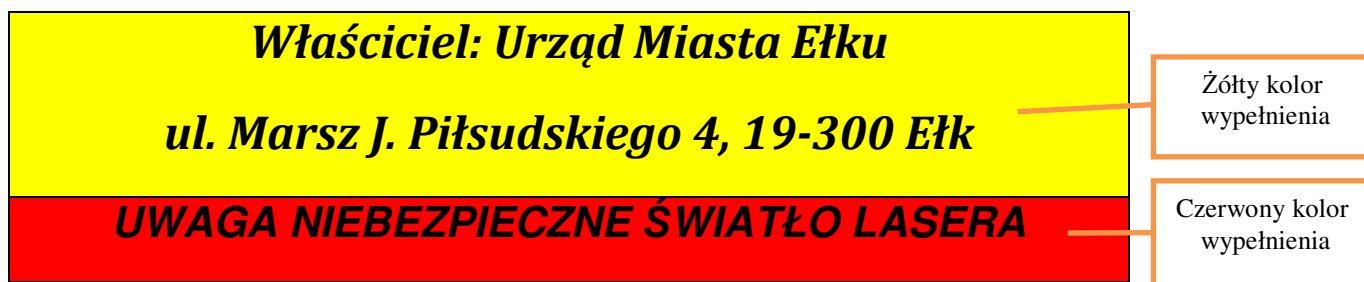 Właściciel: Urząd Miasta Ełku
ul. Marsz J. Piłsudskiego 4, 19-300 Ełk
UWAGA NIEBEZPIECZNE ŚWIATŁO LASERA
Żółty kolor
wypełnienia
Czerwony kolor
wypełnienia